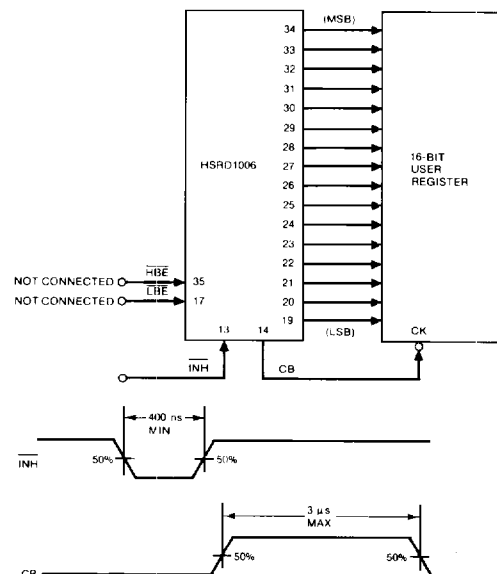 34 (MSB)
33
32
31
30
29
28
HSRD1006 27 16-BIT
USER
REGISTER
26
25
24
23
22
HBE
NOT CONNECTED 35 21
LBE
NOT CONNECTED 17 20
19 (LSB)
13 14 CK
INH CB
400 ns
MIN
INH 50% 50%
3 μs
MAX
50% 50%
CB